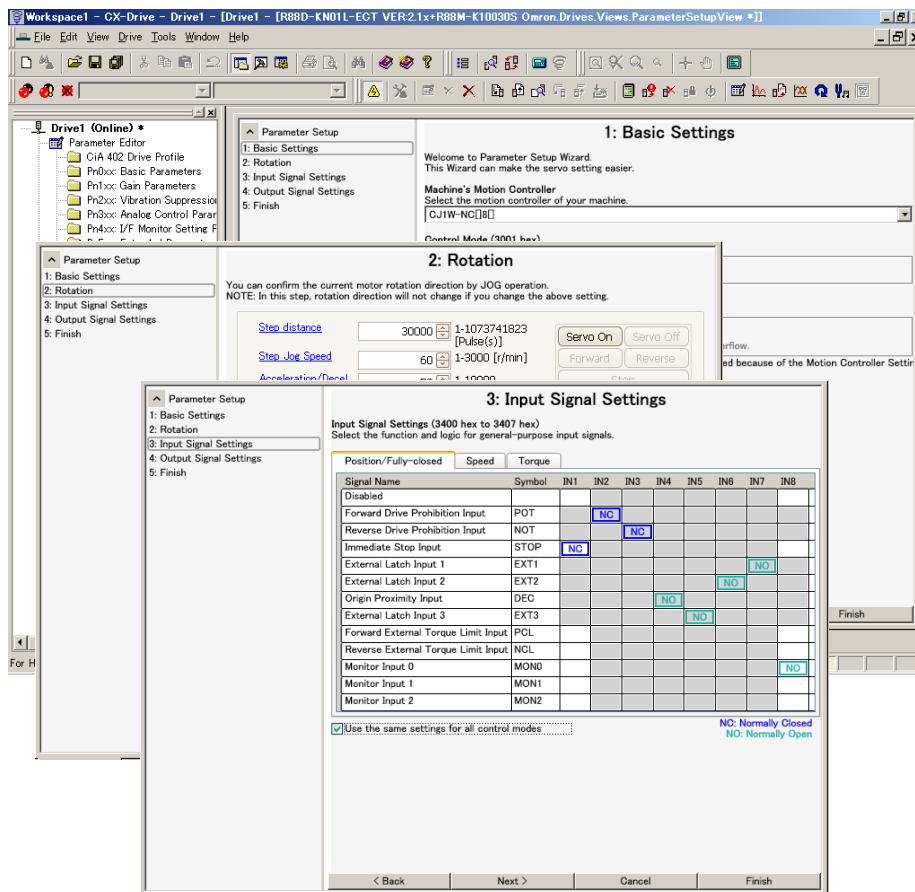 Workspace1 - CX-Drive - Drive1 - [Drive1 - [R88D-KN01L-ECT VER:2.1x+R88M-K10030S Omron.Drives.Views.ParameterSetupView *]]
File Edit View Drive Tools Window Help
Drive1 (Online) *
Parameter Editor
CiA 402 Drive Profile
Pn0xx: Basic Parameters
Pn1xx: Gain Parameters
Pn2xx: Vibration Suppressio
Pn3xx: Analog Control Parar
Pn4xx: I/F Monitor Setting F
For H
Parameter Setup
1: Basic Settings
2: Rotation
3: Input Signal Settings
4: Output Signal Settings
5: Finish
1: Basic Settings
Welcome to Parameter Setup Wizard.
This Wizard can make the servo setting easier.
Machine's Motion Controller
Select the motion controller of your machine.
CJ1W-NC[]8[]
Control Mode (3001 hex)
erflow.
ed because of the Motion Controller Settin
Finish
Parameter Setup
1: Basic Settings
2: Rotation
3: Input Signal Settings
4: Output Signal Settings
5: Finish
2: Rotation
You can confirm the current motor rotation direction by JOG operation.
NOTE: In this step, rotation direction will not change if you change the above setting.
Step distance 30000 1-1073741823 [Pulse(s)] Servo On Servo Off
Step Jog Speed 60 1-3000 [r/min] Forward Reverse
Acceleration/Decel
Parameter Setup
1: Basic Settings
2: Rotation
3: Input Signal Settings
4: Output Signal Settings
5: Finish
3: Input Signal Settings
Input Signal Settings (3400 hex to 3407 hex)
Select the function and logic for general-purpose input signals.
Position/Fully-closed Speed Torque
Signal Name Symbol IN1 IN2 IN3 IN4 IN5 IN6 IN7 IN8
Disabled
Forward Drive Prohibition Input POT NC
Reverse Drive Prohibition Input NOT NC
Immediate Stop Input STOP NC
External Latch Input 1 EXT1 NO
External Latch Input 2 EXT2 NO
Origin Proximity Input DEC NO
External Latch Input 3 EXT3 NO
Forward External Torque Limit Input PCL
Reverse External Torque Limit Input NCL
Monitor Input 0 MON0 NO
Monitor Input 1 MON1
Monitor Input 2 MON2
Use the same settings for all control modes
NC: Normally Closed
NO: Normally Open
< Back Next > Cancel Finish